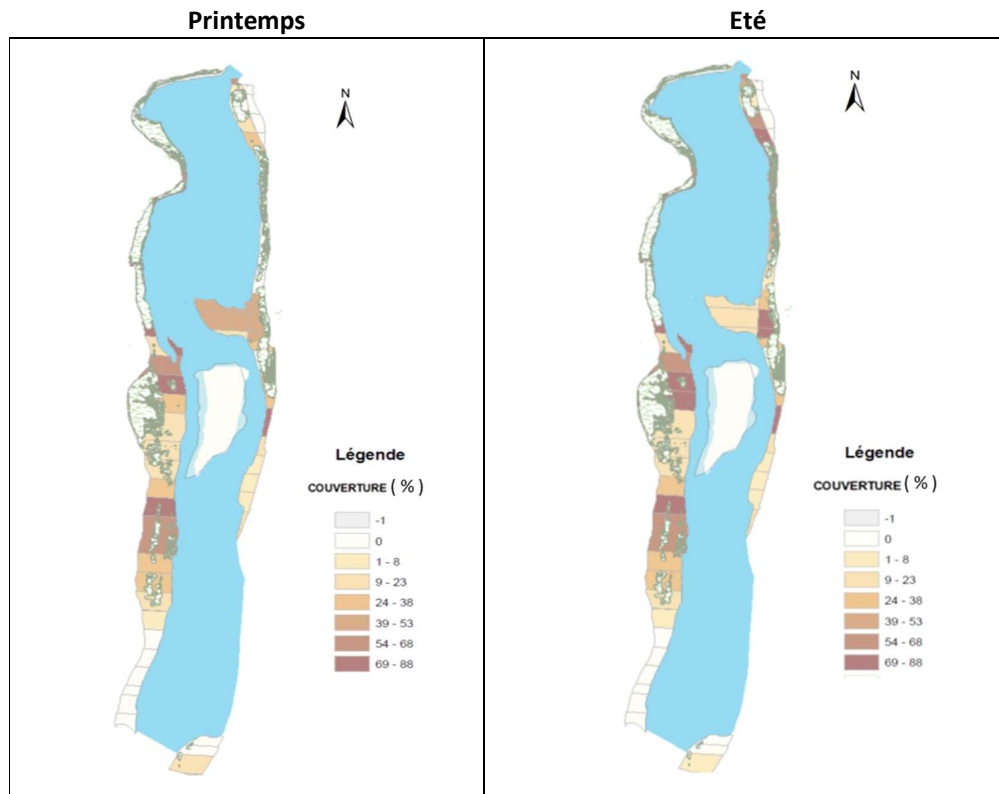 Printemps
Eté
N
Légende
COUVERTURE ( % )
-1
0
1 - 8
9 - 23
24 - 38
39 - 53
54 - 68
69 - 88
N
Légende
COUVERTURE ( % )
-1
0
1 - 8
9 - 23
24 - 38
39 - 53
54 - 68
69 - 88